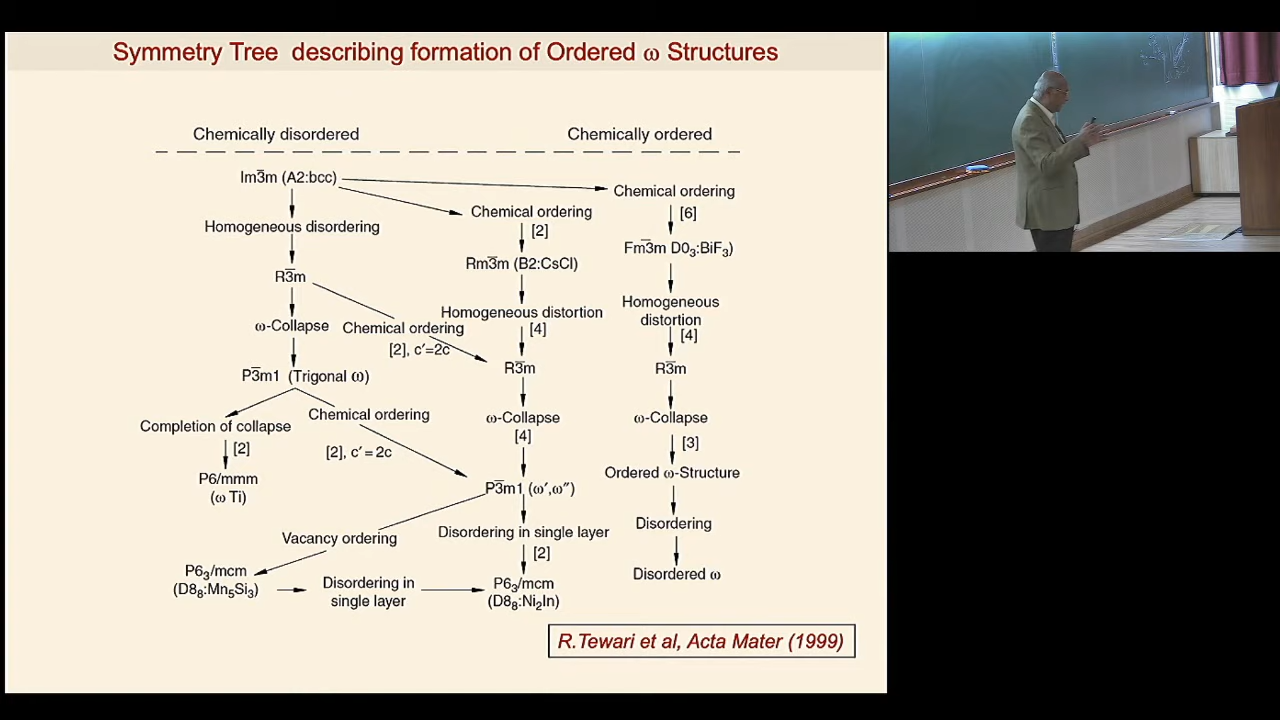 Symmetry Tree describing formation of Ordered ω Structures
Chemically disordered
Chemically ordered
Im3̅m (A2:bcc)
Chemical ordering
[6]
Chemical ordering
[2]
Homogeneous disordering
Fm3̅m D0₃:BiF₃)
Rm3̅m (B2:CsCl)
R3̅m
Homogeneous
distortion
[4]
Homogeneous distortion
[4]
ω-Collapse
Chemical ordering
[2], c′=2c
R3̅m
R3̅m
P3̅m1 (Trigonal ω)
Chemical ordering
[2], c′ = 2c
ω-Collapse
[4]
ω-Collapse
[3]
Completion of collapse
[2]
P6/mmm
(ω Ti)
Ordered ω-Structure
P3̅m1 (ω′,ω″)
Disordering
Vacancy ordering
Disordering in single layer
[2]
Disordered ω
P6₃/mcm
(D8₈:Mn₅Si₃)
Disordering in
single layer
P6₃/mcm
(D8₈:Ni₂In)
R.Tewari et al, Acta Mater (1999)